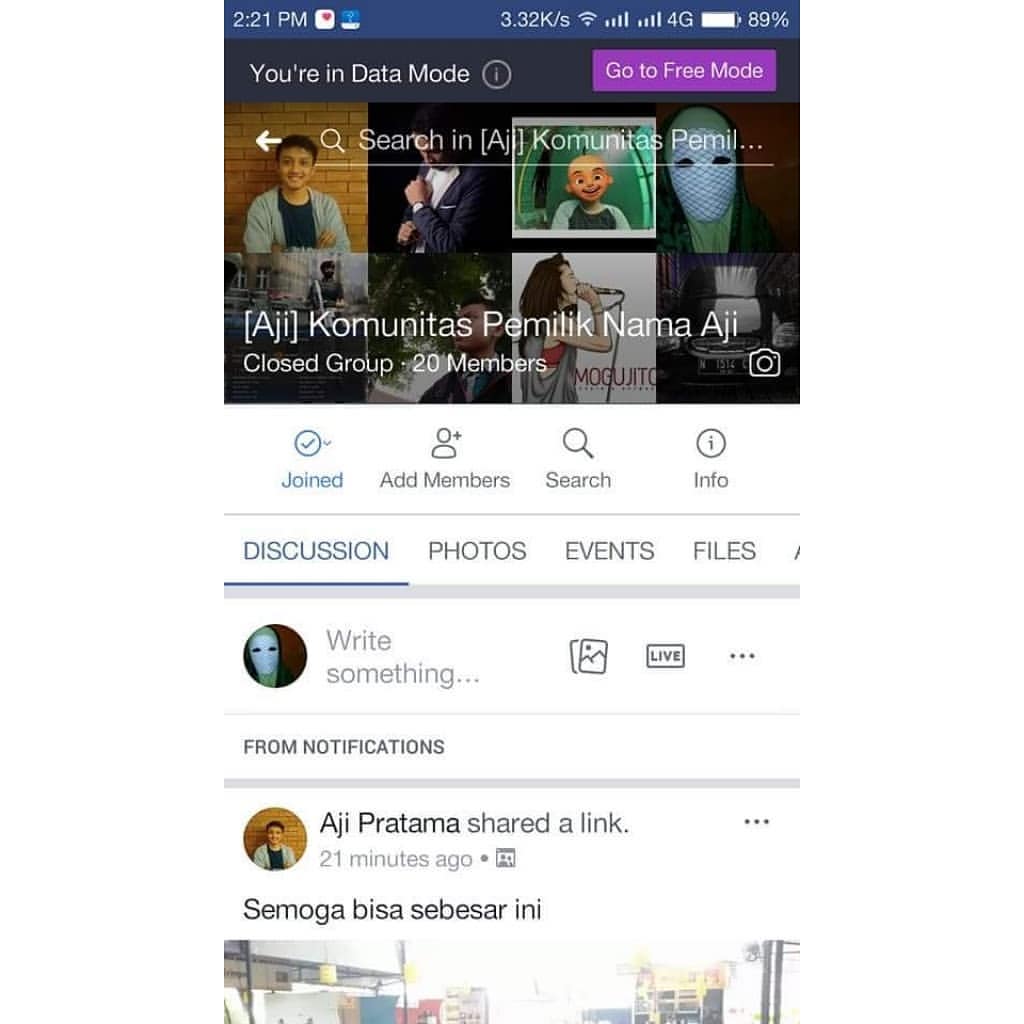 2:21 PM 3.32K/s 4G 89%
You're in Data Mode
Go to Free Mode
Search in [Aji] Komunitas Pemil...
[Aji] Komunitas Pemilik Nama Aji
Closed Group · 20 Members
MOGUJITO
N 1514
Joined
Add Members
Search
Info
DISCUSSION
PHOTOS
EVENTS
FILES
Write
something...
LIVE
FROM NOTIFICATIONS
Aji Pratama shared a link.
21 minutes ago
Semoga bisa sebesar ini